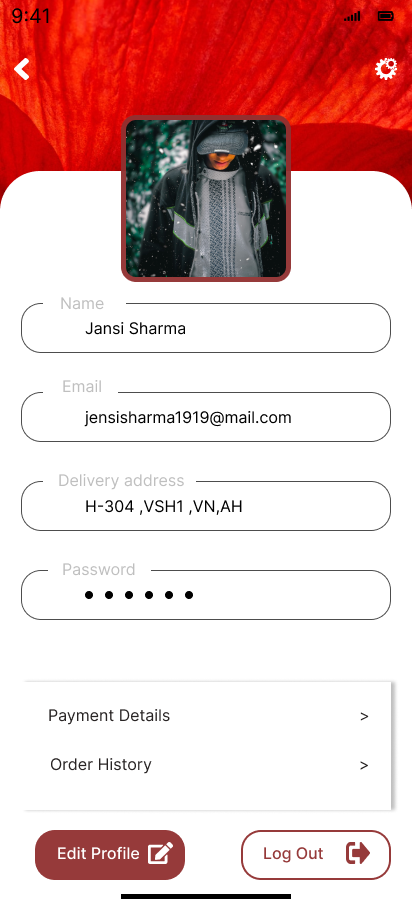 9:41
Name
Jansi Sharma
Email
jensisharma1919@mail.com
Delivery address
H-304 ,VSH1 ,VN,AH
Password
Payment Details >
Order History >
Edit Profile
Log Out